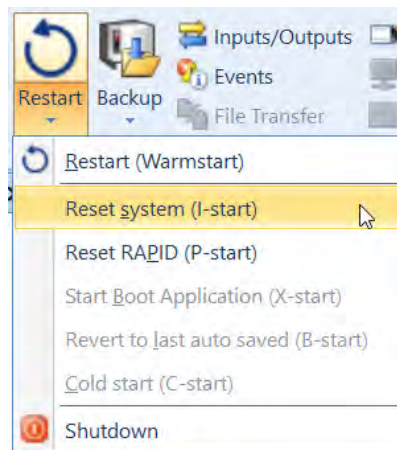 Inputs/Outputs
Events
Restart Backup
File Transfer
Restart (Warmstart)
Reset system (I-start)
Reset RAPID (P-start)
Start Boot Application (X-start)
Revert to last auto saved (B-start)
Cold start (C-start)
Shutdown